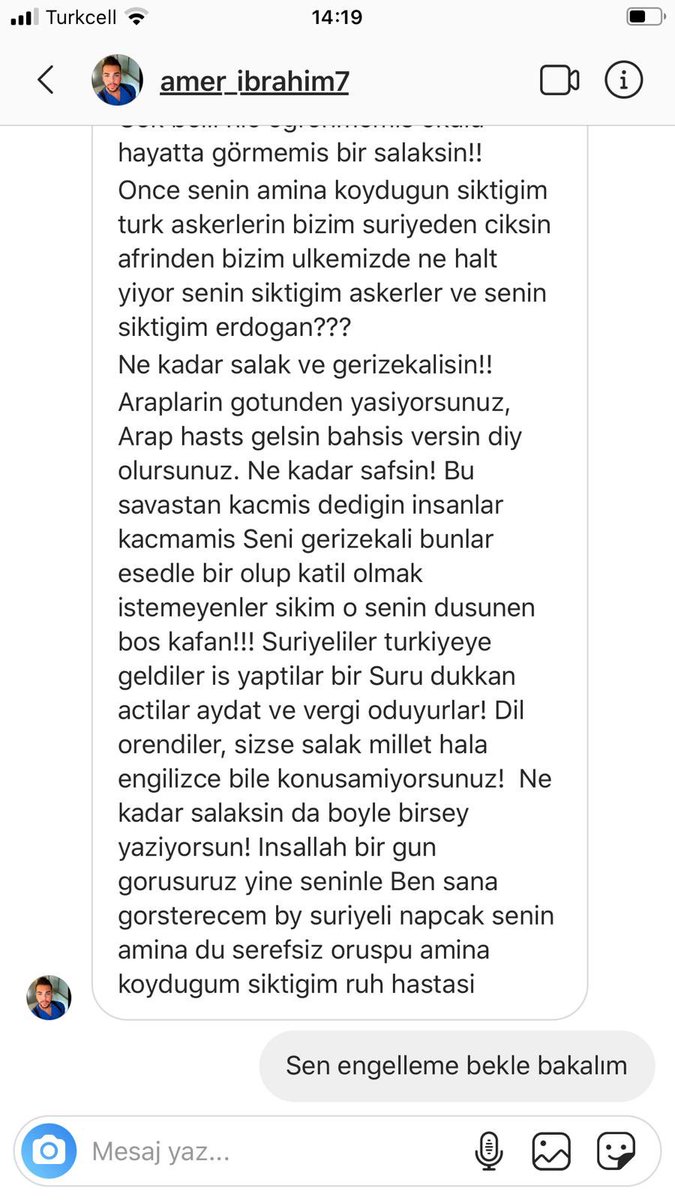 Turkcell
14:19
amer_ibrahim7
hayatta görmemis bir salaksin!!
Once senin amina koydugun siktigim
turk askerlerin bizim suriyeden ciksin
afrinden bizim ulkemizde ne halt
yiyor senin siktigim askerler ve senin
siktigim erdogan???
Ne kadar salak ve gerizekalisin!!
Araplarin gotunden yasiyorsunuz,
Arap hasts gelsin bahsis versin diy
olursunuz. Ne kadar safsin! Bu
savastan kacmis dedigin insanlar
kacmamis Seni gerizekali bunlar
esedle bir olup katil olmak
istemeyenler sikim o senin dusunen
bos kafan!!! Suriyeliler turkiyeye
geldiler is yaptilar bir Suru dukkan
actilar aydat ve vergi oduyurlar! Dil
orendiler, sizse salak millet hala
engilizce bile konusamiyorsunuz!  Ne
kadar salaksin da boyle birsey
yaziyorsun! Insallah bir gun
gorusuruz yine seninle Ben sana
gorsterecem by suriyeli napcak senin
amina du serefsiz oruspu amina
koydugum siktigim ruh hastasi
Sen engelleme bekle bakalım
Mesaj yaz...